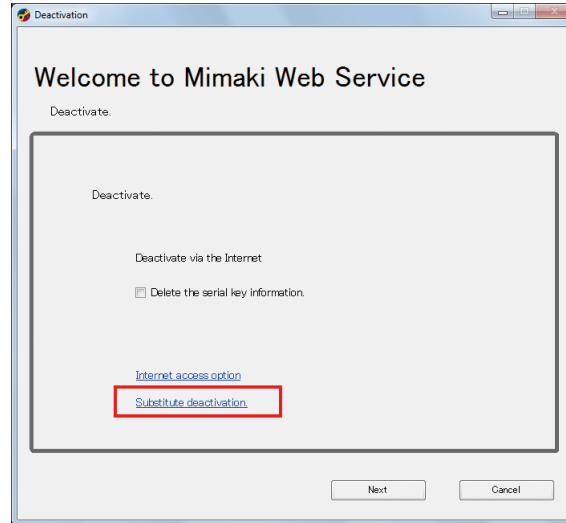 Deactivation
Welcome to Mimaki Web Service
Deactivate.
Deactivate.
Deactivate via the Internet
Delete the serial key information.
Internet access option
Substitute deactivation.
Next Cancel